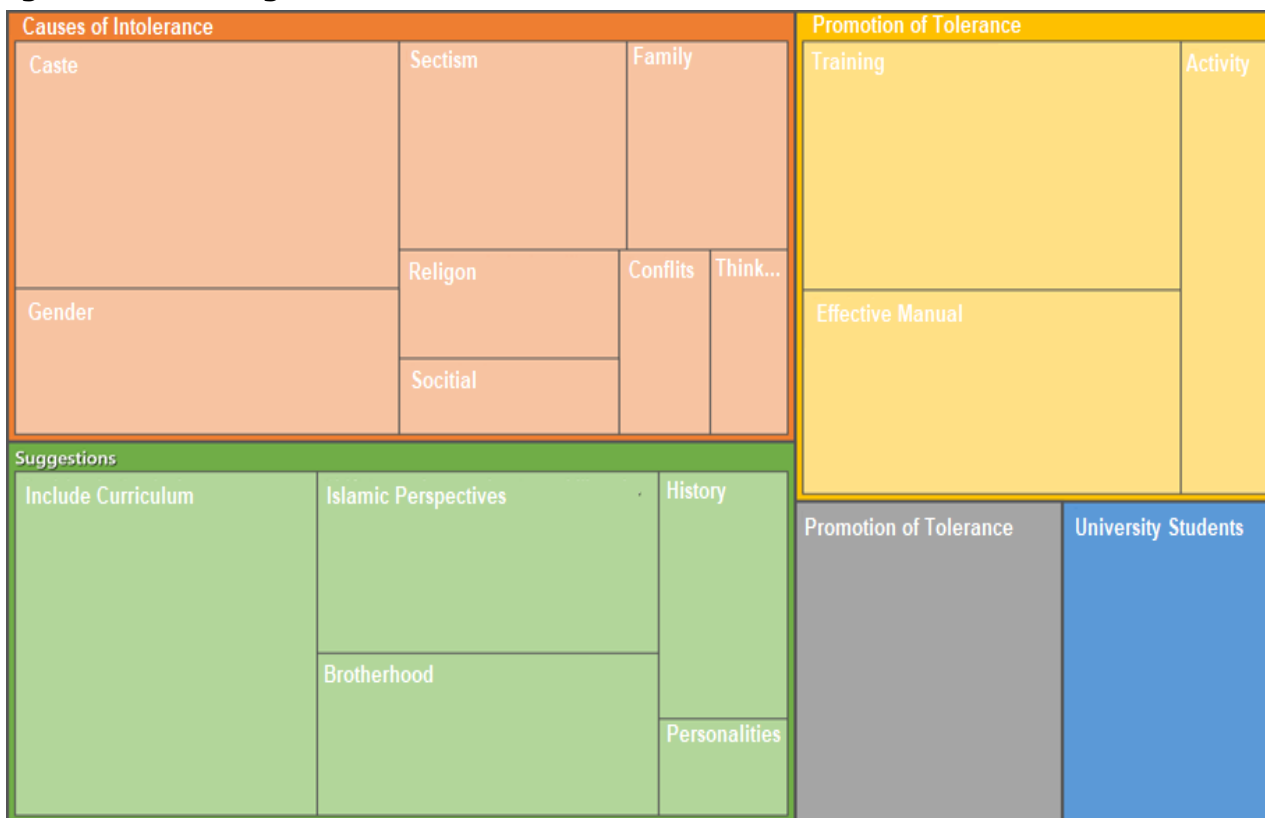 Causes of Intolerance
Caste
Sectism
Family
Religon
Conflits
Think...
Gender
Socitial
Promotion of Tolerance
Training
Activity
Effective Manual
Suggestions
Include Curriculum
Islamic Perspectives
History
Brotherhood
Personalities
Promotion of Tolerance
University Students